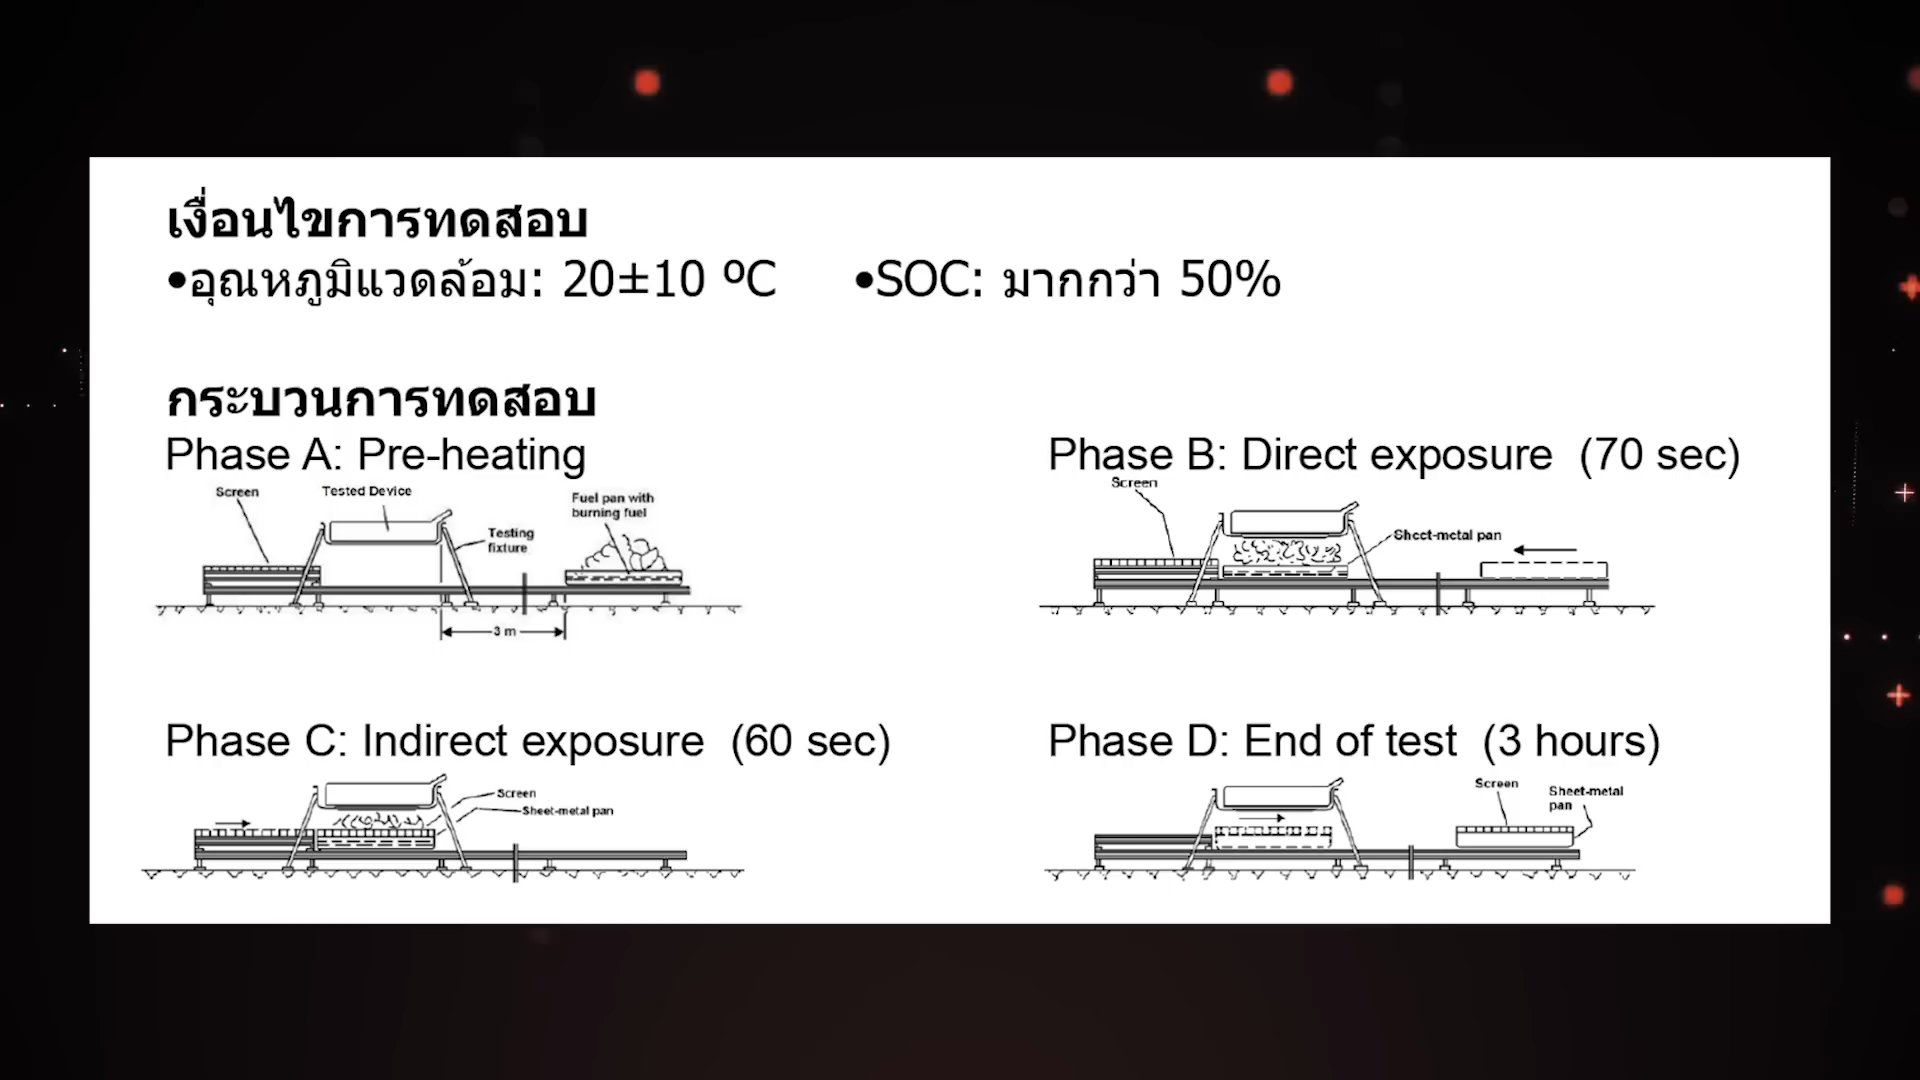 เงื่อนไขการทดสอบ
•อุณหภูมิแวดล้อม: 20±10 ºC •SOC: มากกว่า 50%
กระบวนการทดสอบ
Phase A: Pre-heating
Screen
Tested Device
Fuel pan with
burning fuel
Testing
fixture
3 m
Phase B: Direct exposure (70 sec)
Screen
Sheet-metal pan
Phase C: Indirect exposure (60 sec)
Screen
Sheet-metal pan
Phase D: End of test (3 hours)
Screen
Sheet-metal
pan